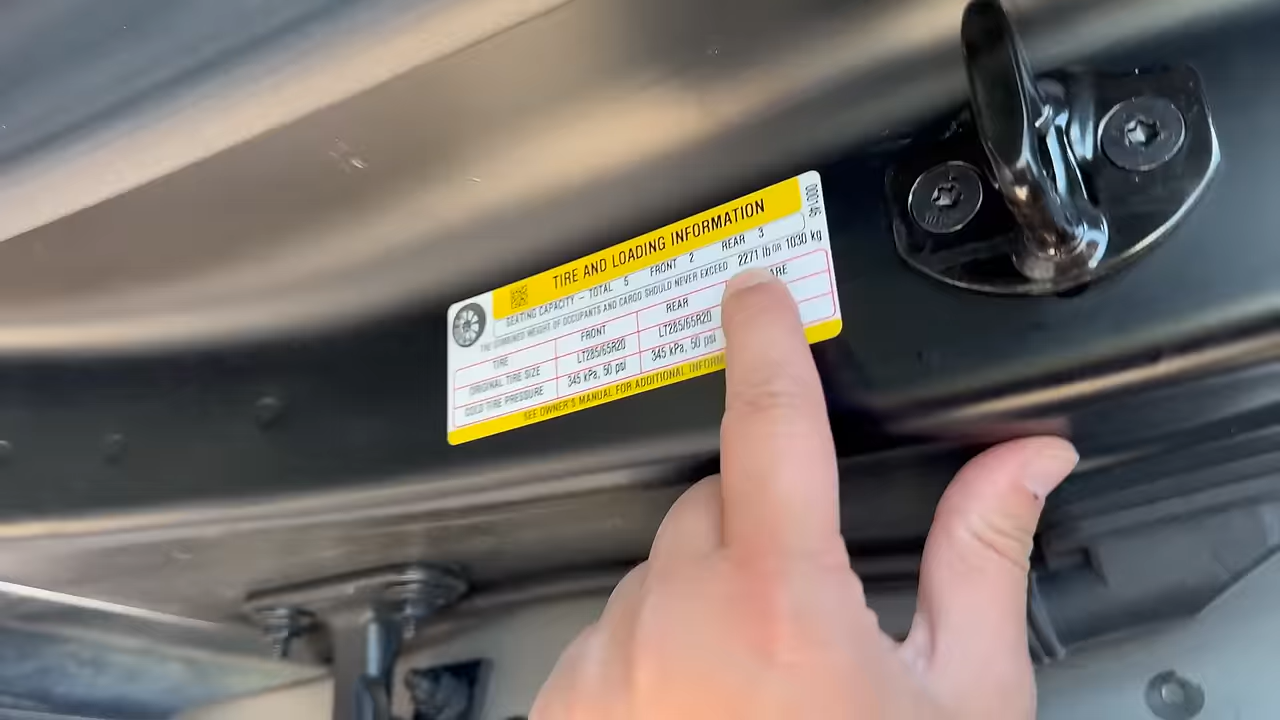 TIRE AND LOADING INFORMATION
000146
SEATING CAPACITY – TOTAL 5 FRONT 2 REAR 3
THE COMBINED WEIGHT OF OCCUPANTS AND CARGO SHOULD NEVER EXCEED 2271 lb OR 1030 kg
TIRE FRONT REAR
ORIGINAL TIRE SIZE LT285/65R20 LT285/65R20
COLD TIRE PRESSURE 345 kPa, 50 psi 345 kPa, 50 psi
SEE OWNER'S MANUAL FOR ADDITIONAL